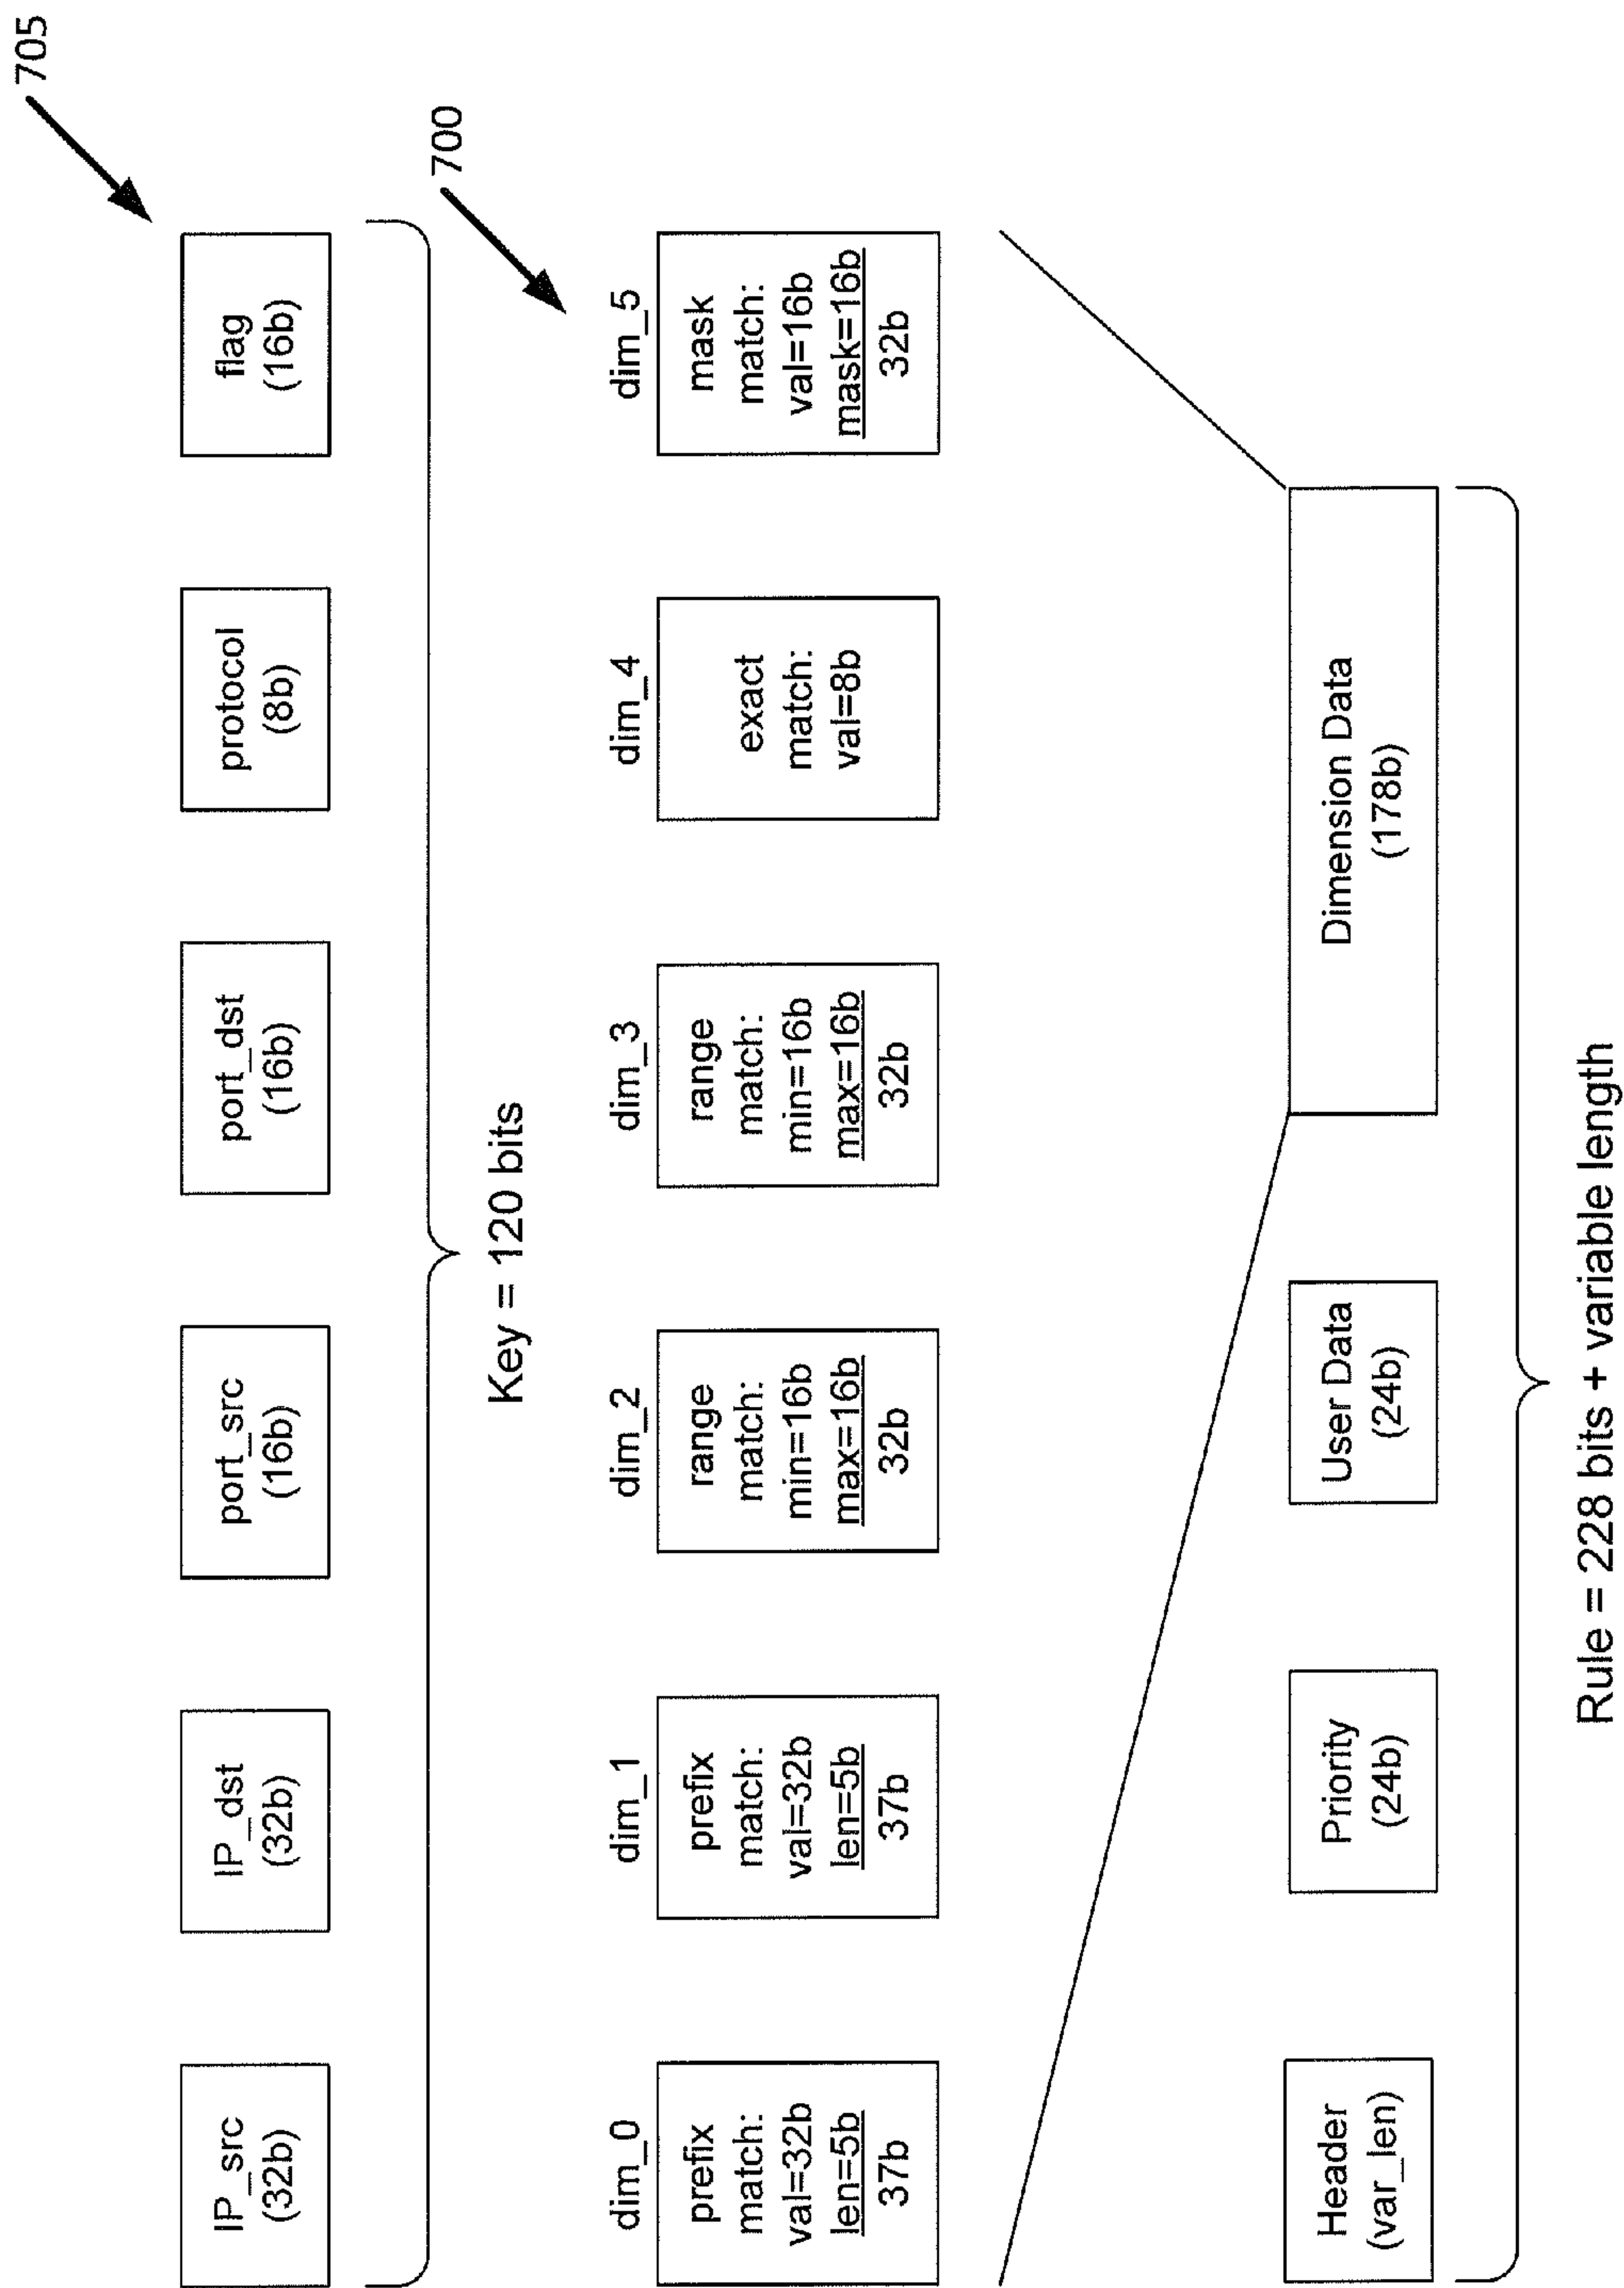 705
IP_src
(32b)
IP_dst
(32b)
port_src
(16b)
port_dst
(16b)
protocol
(8b)
flag
(16b)
Key = 120 bits
700
dim_0
prefix
match:
val=32b
len=5b
37b
dim_1
prefix
match:
val=32b
len=5b
37b
dim_2
range
match:
min=16b
max=16b
32b
dim_3
range
match:
min=16b
max=16b
32b
dim_4
exact
match:
val=8b
dim_5
mask
match:
val=16b
mask=16b
32b
Header
(var_len)
Priority
(24b)
User Data
(24b)
Dimension Data
(178b)
Rule = 228 bits + variable length